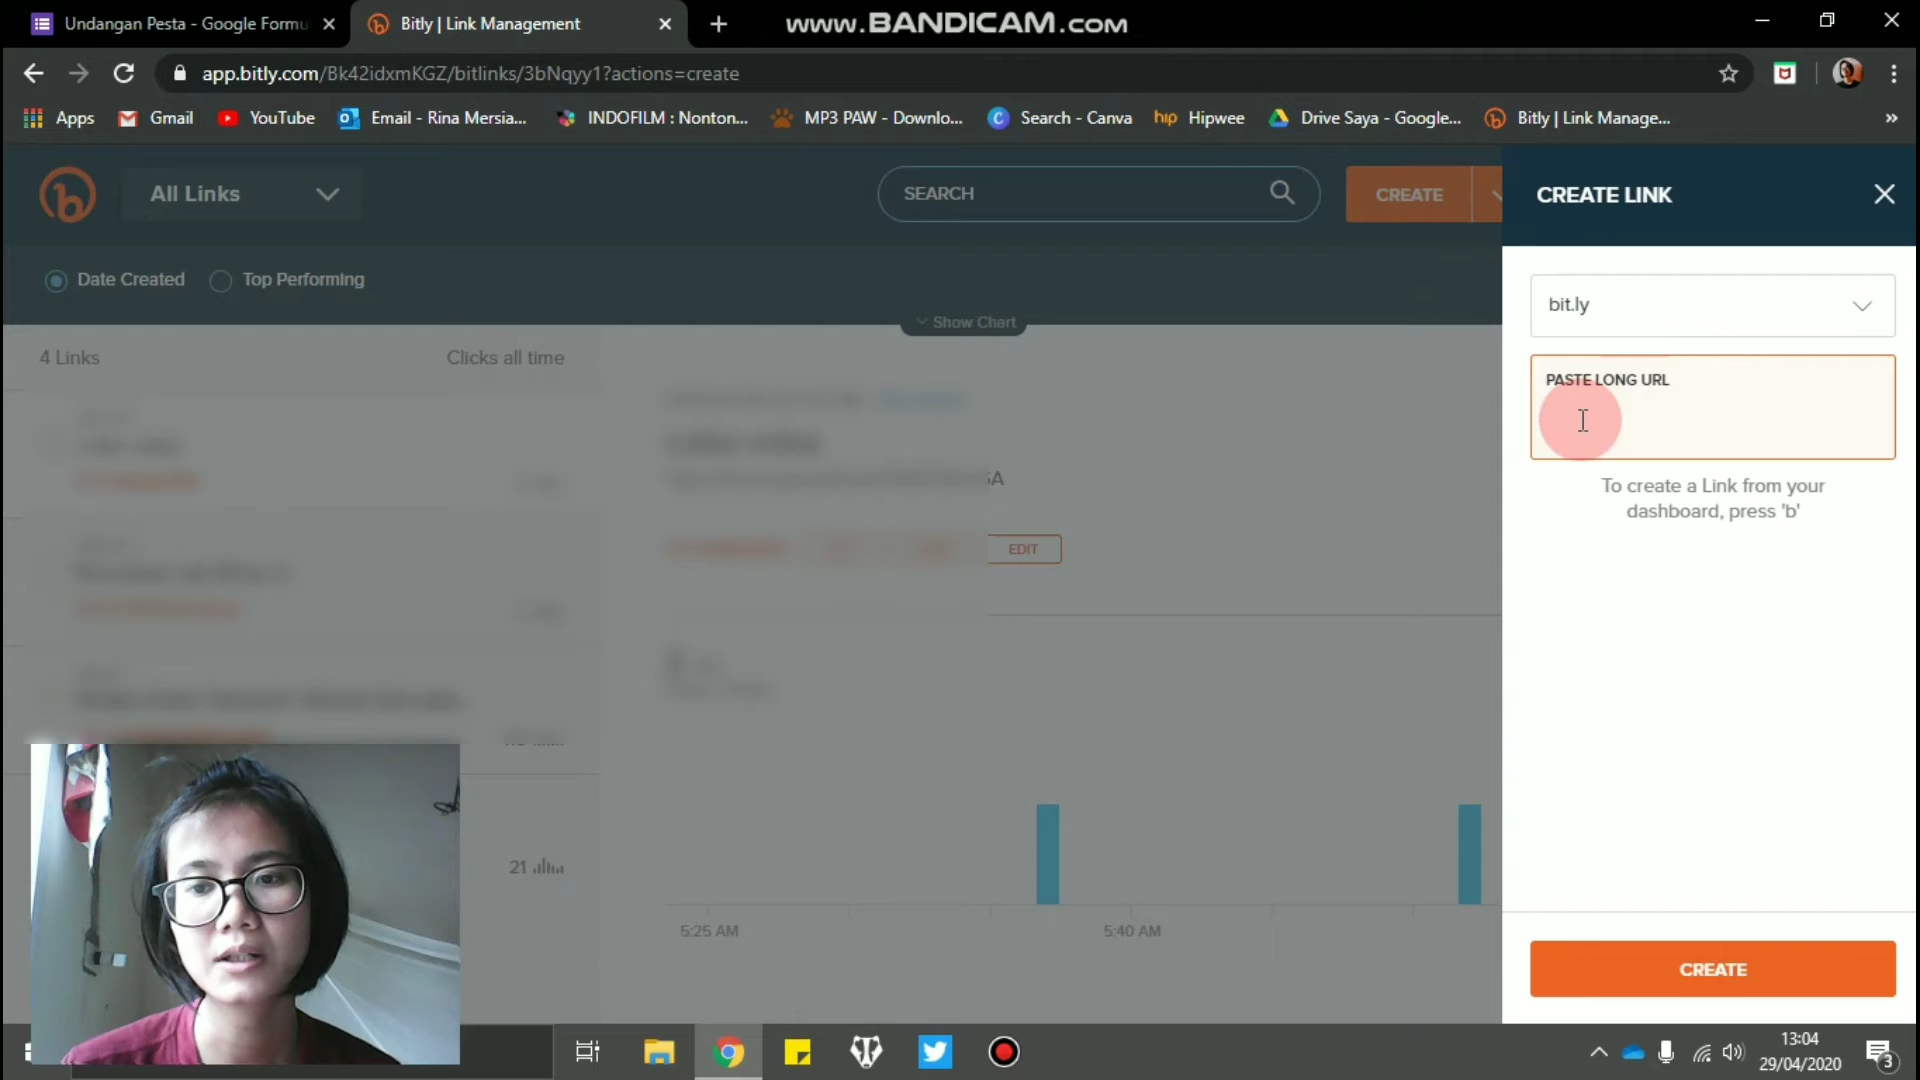 Undangan Pesta - Google Formu
Bitly | Link Management
www.BANDICAM.com
app.bitly.com/Bk42idxmKGZ/bitlinks/3bNqyy1?actions=create
Apps
Gmail
YouTube
Email - Rina Mersia...
INDOFILM : Nonton...
MP3 PAW - Downlo...
Search - Canva
hip
Hipwee
Drive Saya - Google...
Bitly | Link Manage...
»
All Links
SEARCH
CREATE
CREATE LINK
Date Created
Top Performing
Show Chart
bit.ly
4 Links
Clicks all time
PASTE LONG URL
To create a Link from your
dashboard, press 'b'
EDIT
21
5:25 AM
5:40 AM
CREATE
13:04
29/04/2020
3